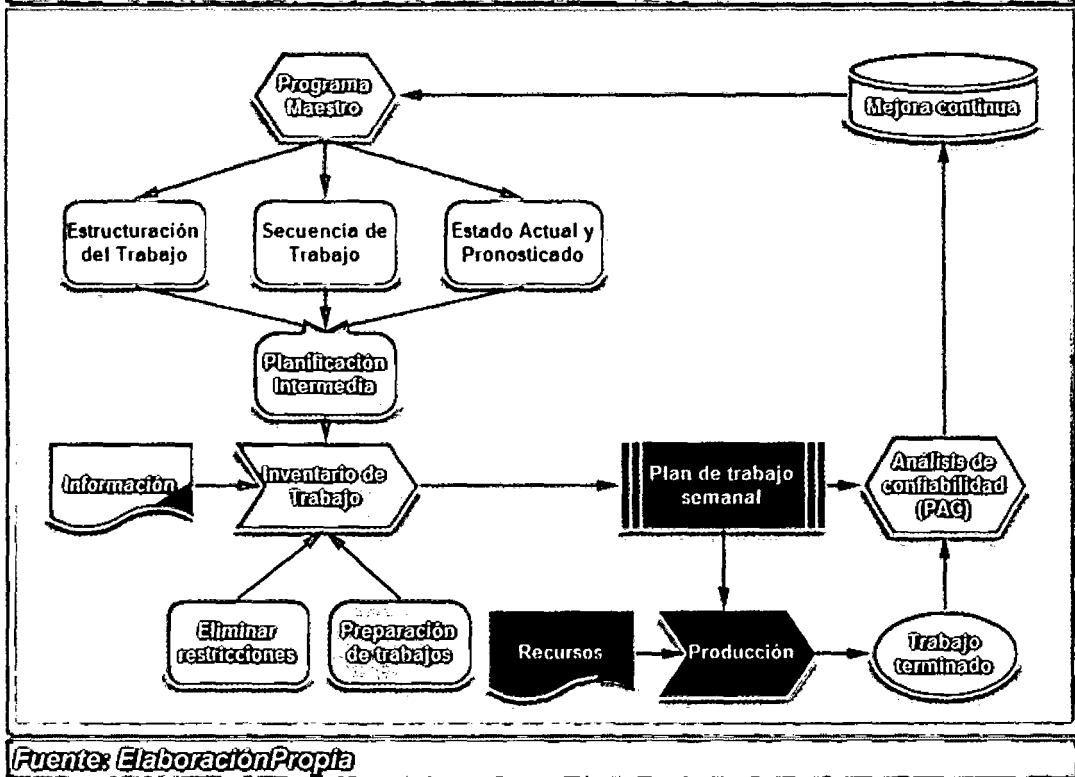 Programa
Maestro
Mejora continua
Estructuración
del Trabajo
Secuencia de
Trabajo
Estado Actual y
Pronosticado
Planificación
Intermedia
Información
Inventario de
Trabajo
Plan de trabajo
semanal
Análisis de
confiabilidad
(PAC)
Eliminar
restricciones
Preparación
de trabajos
Recursos
Producción
Trabajo
terminado
Fuente: ElaboraciónPropia